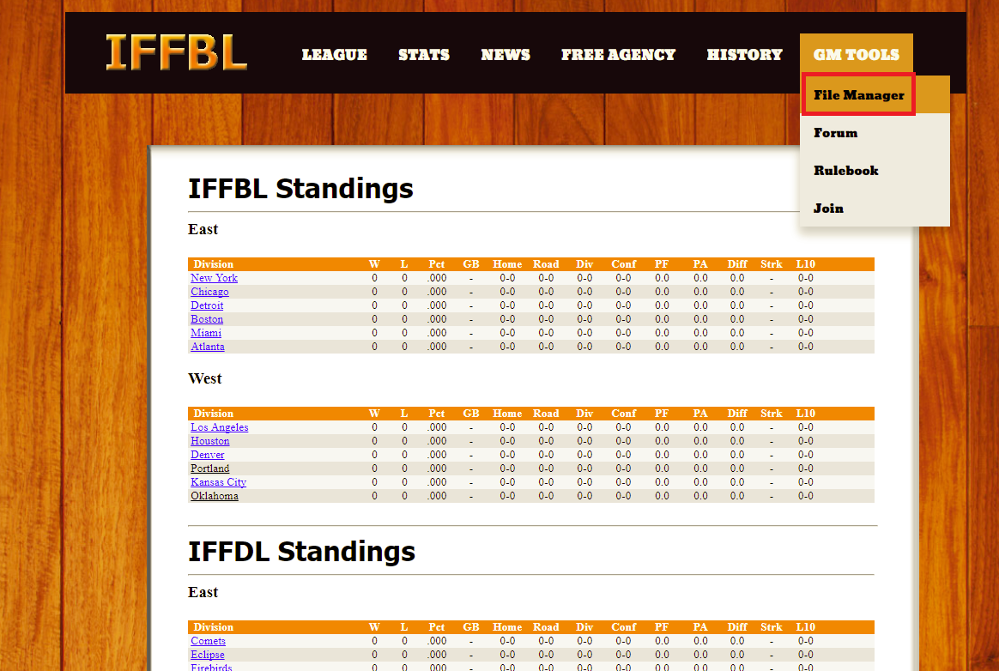 IFFBL
LEAGUE STATS NEWS FREE AGENCY HISTORY GM TOOLS
File Manager
Forum
Rulebook
Join
IFFBL Standings
East
Division W L Pct GB Home Road Div Conf PF PA Diff Strk L10
New York 0 0 .000 - 0-0 0-0 0-0 0-0 0.0 0.0 0.0 - 0-0
Chicago 0 0 .000 - 0-0 0-0 0-0 0-0 0.0 0.0 0.0 - 0-0
Detroit 0 0 .000 - 0-0 0-0 0-0 0-0 0.0 0.0 0.0 - 0-0
Boston 0 0 .000 - 0-0 0-0 0-0 0-0 0.0 0.0 0.0 - 0-0
Miami 0 0 .000 - 0-0 0-0 0-0 0-0 0.0 0.0 0.0 - 0-0
Atlanta 0 0 .000 - 0-0 0-0 0-0 0-0 0.0 0.0 0.0 - 0-0
West
Division W L Pct GB Home Road Div Conf PF PA Diff Strk L10
Los Angeles 0 0 .000 - 0-0 0-0 0-0 0-0 0.0 0.0 0.0 - 0-0
Houston 0 0 .000 - 0-0 0-0 0-0 0-0 0.0 0.0 0.0 - 0-0
Denver 0 0 .000 - 0-0 0-0 0-0 0-0 0.0 0.0 0.0 - 0-0
Portland 0 0 .000 - 0-0 0-0 0-0 0-0 0.0 0.0 0.0 - 0-0
Kansas City 0 0 .000 - 0-0 0-0 0-0 0-0 0.0 0.0 0.0 - 0-0
Oklahoma 0 0 .000 - 0-0 0-0 0-0 0-0 0.0 0.0 0.0 - 0-0
IFFDL Standings
East
Division W L Pct GB Home Road Div Conf PF PA Diff Strk L10
Comets 0 0 .000 - 0-0 0-0 0-0 0-0 0.0 0.0 0.0 - 0-0
Eclipse 0 0 .000 - 0-0 0-0 0-0 0-0 0.0 0.0 0.0 - 0-0
Firebirds 0 0 .000 - 0-0 0-0 0-0 0-0 0.0 0.0 0.0 - 0-0